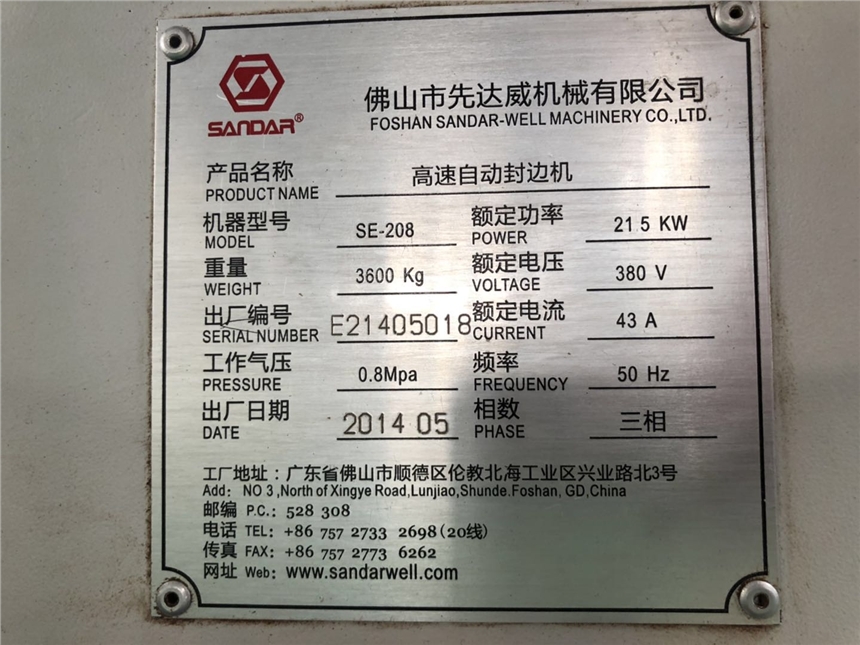 SANDAR®
佛山市先达威机械有限公司
FOSHAN SANDAR-WELL MACHINERY CO.,LTD.
产品名称 高速自动封边机
PRODUCT NAME
机器型号 SE-208 额定功率 21.5 KW
MODEL POWER
重量 3600 Kg 额定电压 380 V
WEIGHT VOLTAGE
出厂编号 E21405018 额定电流 43 A
SERIAL NUMBER CURRENT
工作气压 0.8Mpa 频率 50 Hz
PRESSURE FREQUENCY
出厂日期 2014 05 相数 三相
DATE PHASE
工厂地址：广东省佛山市顺德区伦教北海工业区兴业路北3号
Add: NO 3,North of Xingye Road,Lunjiao,Shunde.Foshan, GD,China
邮编 P.C.: 528 308
电话 TEL: +86 757 2733 2698(20线)
传真 FAX: +86 757 2773 6262
网址 Web: www.sandarwell.com